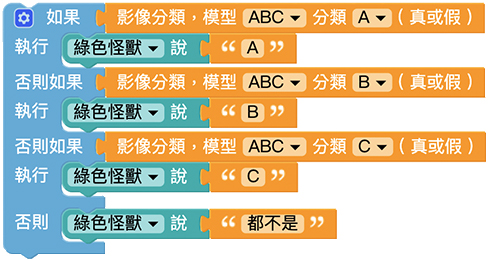 如果 影像分類，模型 ABC 分類 A （真或假）
執行 綠色怪獸 說 “ A ”
否則如果 影像分類，模型 ABC 分類 B （真或假）
執行 綠色怪獸 說 “ B ”
否則如果 影像分類，模型 ABC 分類 C （真或假）
執行 綠色怪獸 說 “ C ”
否則 綠色怪獸 說 “ 都不是 ”